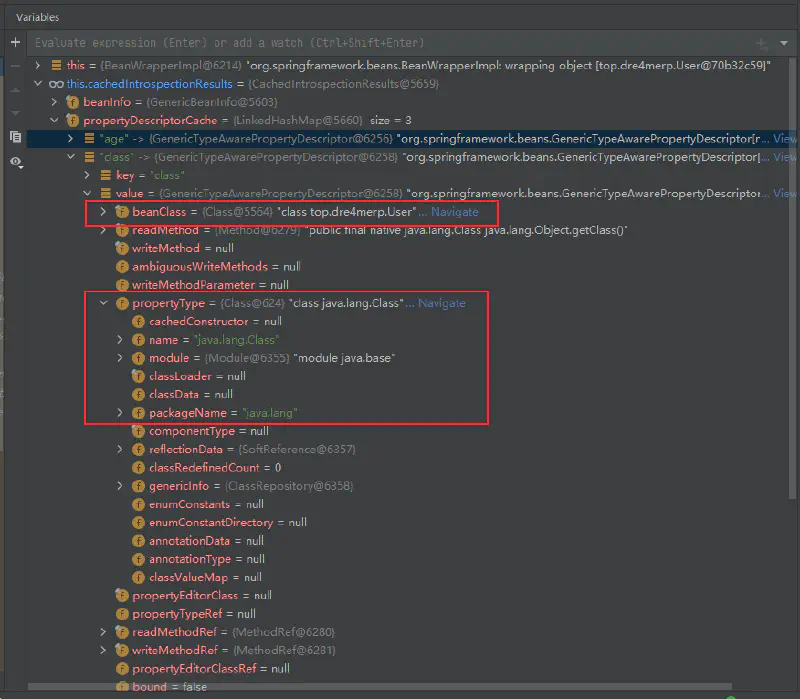 Variables
Evaluate expression (Enter) or add a watch (Ctrl+Shift+Enter)
this = {BeanWrapperImpl@6214} "org.springframework.beans.BeanWrapperImpl: wrapping object [top.dre4merp.User@70b32c59]"
this.cachedIntrospectionResults = {CachedIntrospectionResults@5659}
beanInfo = {GenericBeanInfo@5603}
propertyDescriptorCache = {LinkedHashMap@5660} size = 3
"age" -> {GenericTypeAwarePropertyDescriptor@6256} "org.springframework.beans.GenericTypeAwarePropertyDescriptor[r... View
"class" -> {GenericTypeAwarePropertyDescriptor@6258} "org.springframework.beans.GenericTypeAwarePropertyDescriptor[... View
key = "class"
value = {GenericTypeAwarePropertyDescriptor@6258} "org.springframework.beans.GenericTypeAwarePropertyDescriptor... View
beanClass = {Class@5564} "class top.dre4merp.User"... Navigate
readMethod = {Method@6279} "public final native java.lang.Class java.lang.Object.getClass()"
writeMethod = null
ambiguousWriteMethods = null
writeMethodParameter = null
propertyType = {Class@624} "class java.lang.Class"... Navigate
cachedConstructor = null
name = "java.lang.Class"
module = {Module@6355} "module java.base"
classLoader = null
classData = null
packageName = "java.lang"
componentType = null
reflectionData = {SoftReference@6357}
classRedefinedCount = 0
genericInfo = {ClassRepository@6358}
enumConstants = null
enumConstantDirectory = null
annotationData = null
annotationType = null
classValueMap = null
propertyEditorClass = null
propertyTypeRef = null
readMethodRef = {MethodRef@6280}
writeMethodRef = {MethodRef@6281}
propertyEditorClassRef = null
bound = false